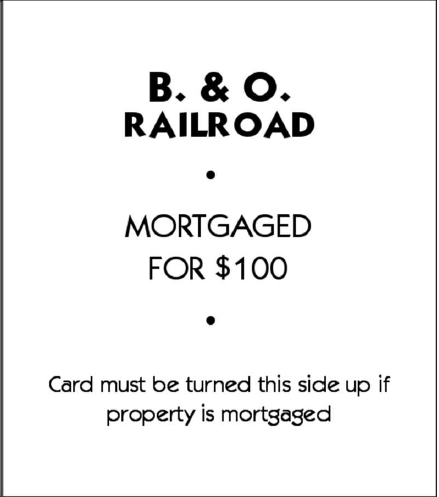 B. & O.
RAILROAD
•
MORTGAGED
FOR $100
•
Card must be turned this side up if
property is mortgaged